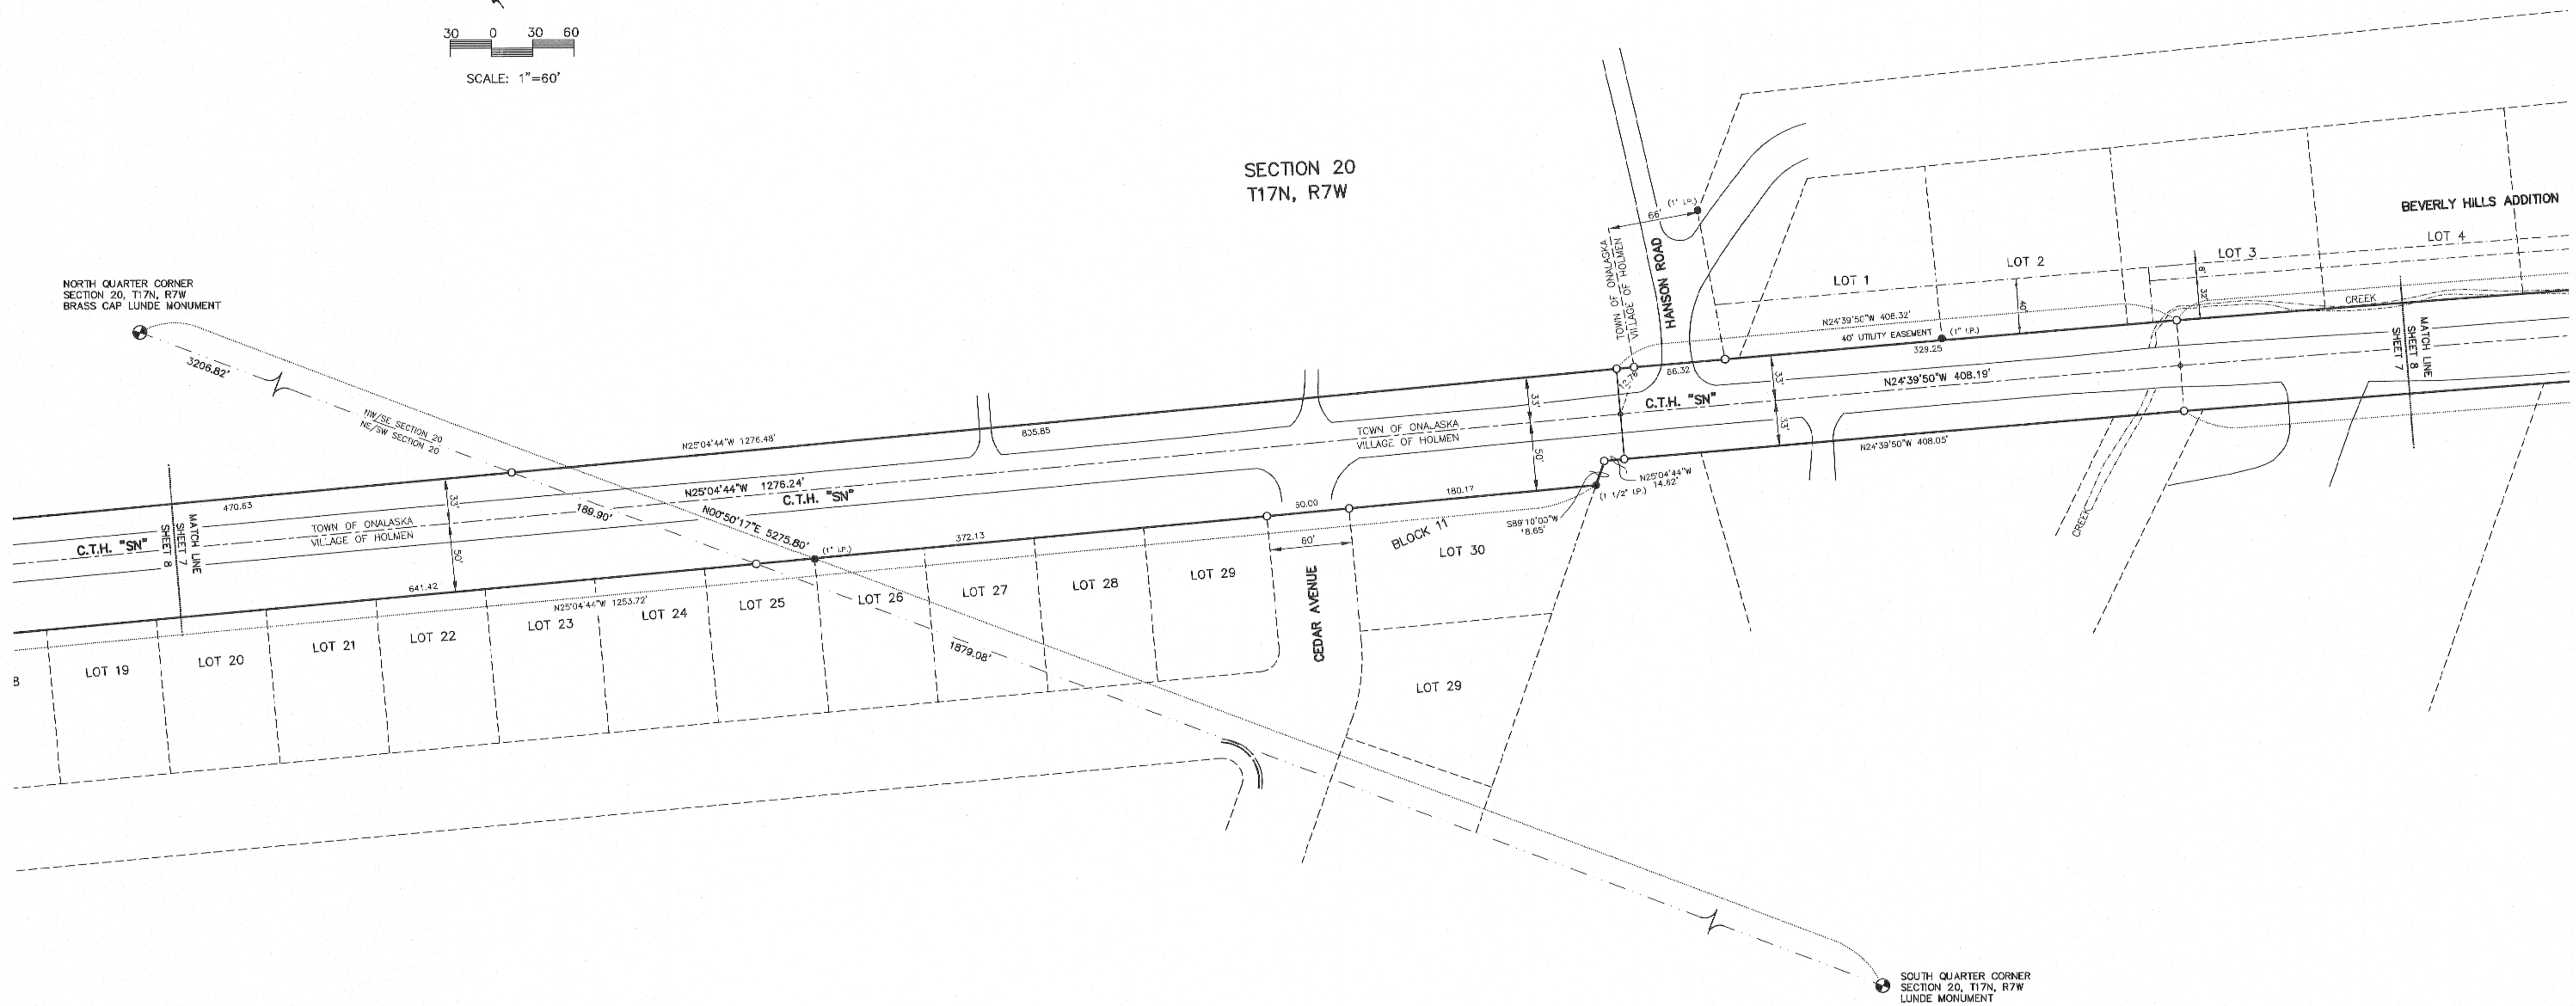 30 0 30 60
SCALE: 1"=60'
SECTION 20
T17N, R7W
NORTH QUARTER CORNER
SECTION 20, T17N, R7W
BRASS CAP LUNDE MONUMENT
3206.82'
NW/SE SECTION 20
NE/SW SECTION 20
470.63
N25°04'44"W 1276.48'
805.85
N25°04'44"W 1276.24'
C.T.H. "SN"
189.90'
N00°50'17"E 5275.80'
(1" I.P.)
TOWN OF ONALASKA
VILLAGE OF HOLMEN
33'
50'
C.T.H. "SN"
MATCH LINE
SHEET 7
SHEET 8
641.42
N25°04'44"W 1253.72'
372.13
60.00
60'
180.17
BLOCK 11
TOWN OF ONALASKA
VILLAGE OF HOLMEN
33'
50'
(1 1/2" I.P.)
S89°10'00"W
18.65'
N25°04'44"W
14.62'
B
LOT 19
LOT 20
LOT 21
LOT 22
LOT 23
LOT 24
LOT 25
LOT 26
LOT 27
LOT 28
LOT 29
CEDAR AVENUE
LOT 30
LOT 29
1879.08'
TOWN OF ONALASKA
VILLAGE OF HOLMEN
66'
(1" I.P.)
HANSON ROAD
66.32
C.T.H. "SN"
33'
33'
N24°39'50"W 408.32'
40' UTILITY EASEMENT
(1" I.P.)
329.25
40'
N24°39'50"W 408.19'
N24°39'50"W 408.05'
LOT 1
LOT 2
LOT 3
LOT 4
BEVERLY HILLS ADDITION
8'
32'
CREEK
CREEK
MATCH LINE
SHEET 8
SHEET 7
SOUTH QUARTER CORNER
SECTION 20, T17N, R7W
LUNDE MONUMENT